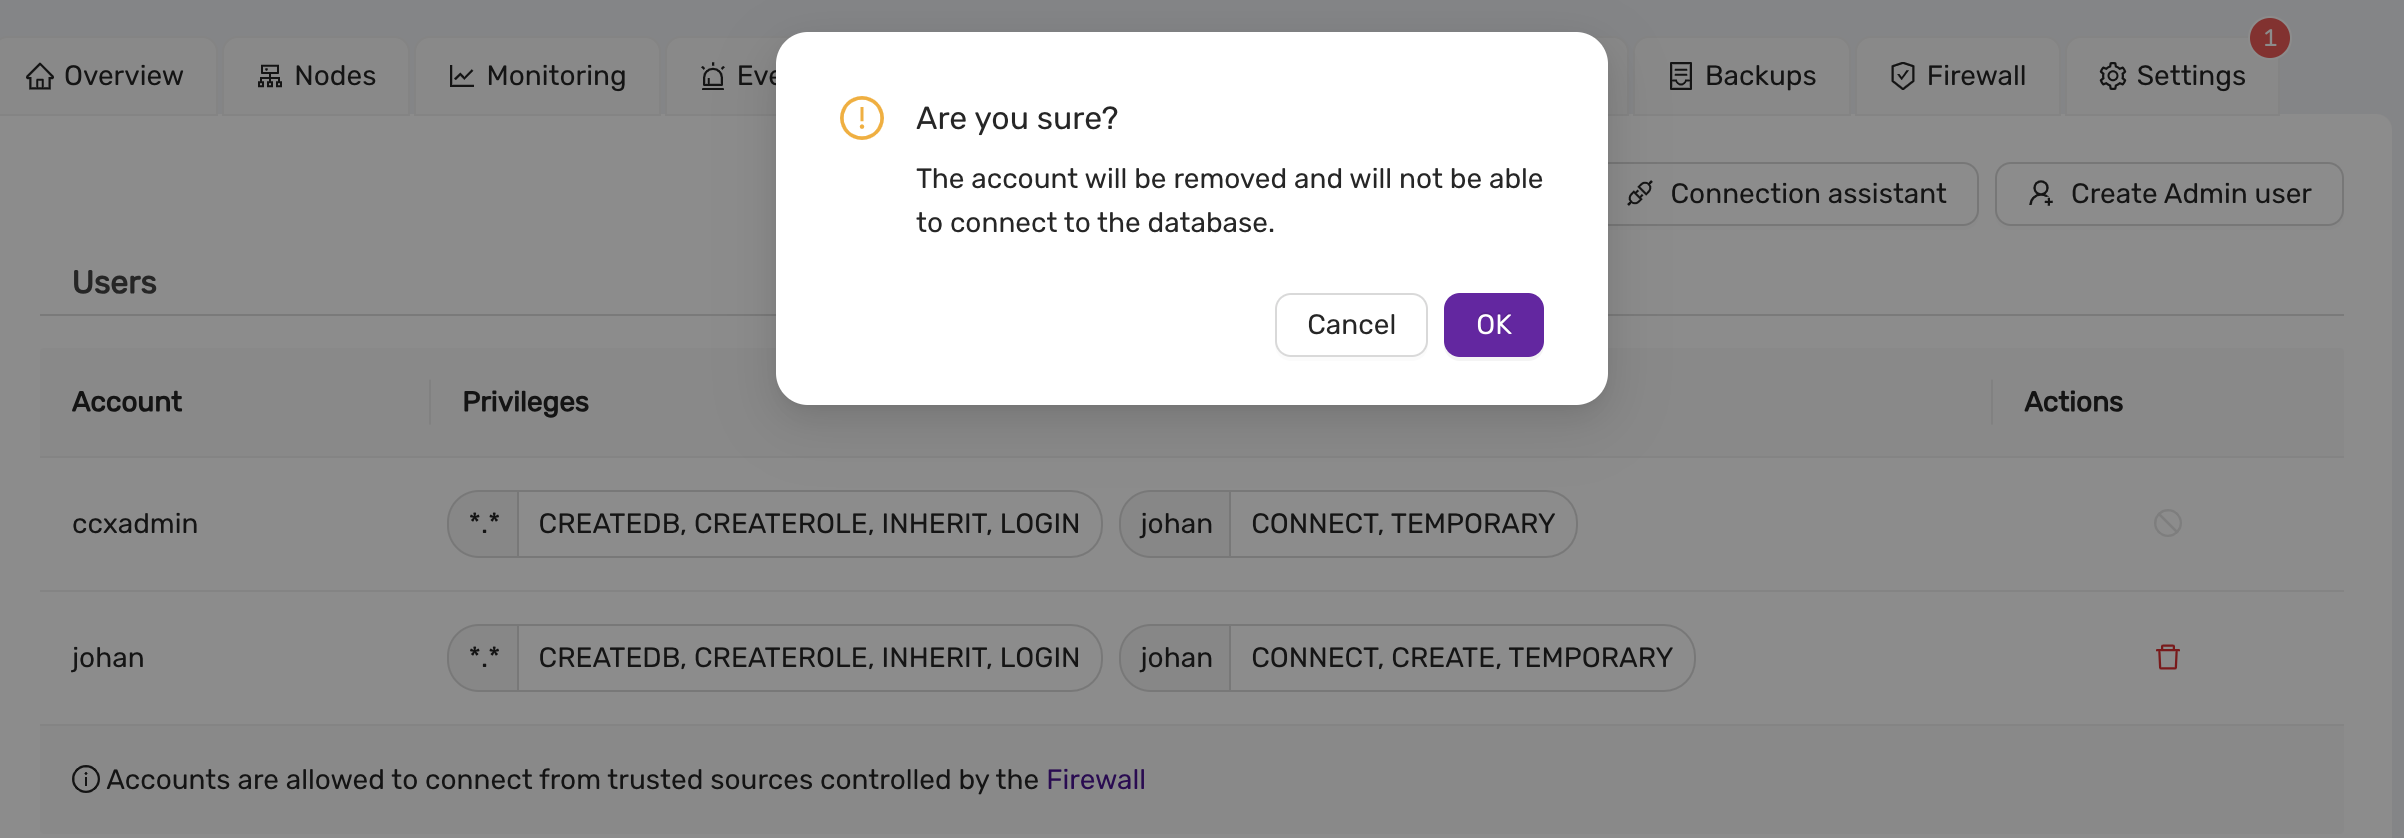 1
Overview Nodes Monitoring Backups Firewall Settings
Are you sure?
The account will be removed and will not be able
to connect to the database.
Connection assistant Create Admin user
Users
Cancel OK
Account Privileges Actions
ccxadmin *.* CREATEDB, CREATEROLE, INHERIT, LOGIN johan CONNECT, TEMPORARY
johan *.* CREATEDB, CREATEROLE, INHERIT, LOGIN johan CONNECT, CREATE, TEMPORARY
Accounts are allowed to connect from trusted sources controlled by the Firewall